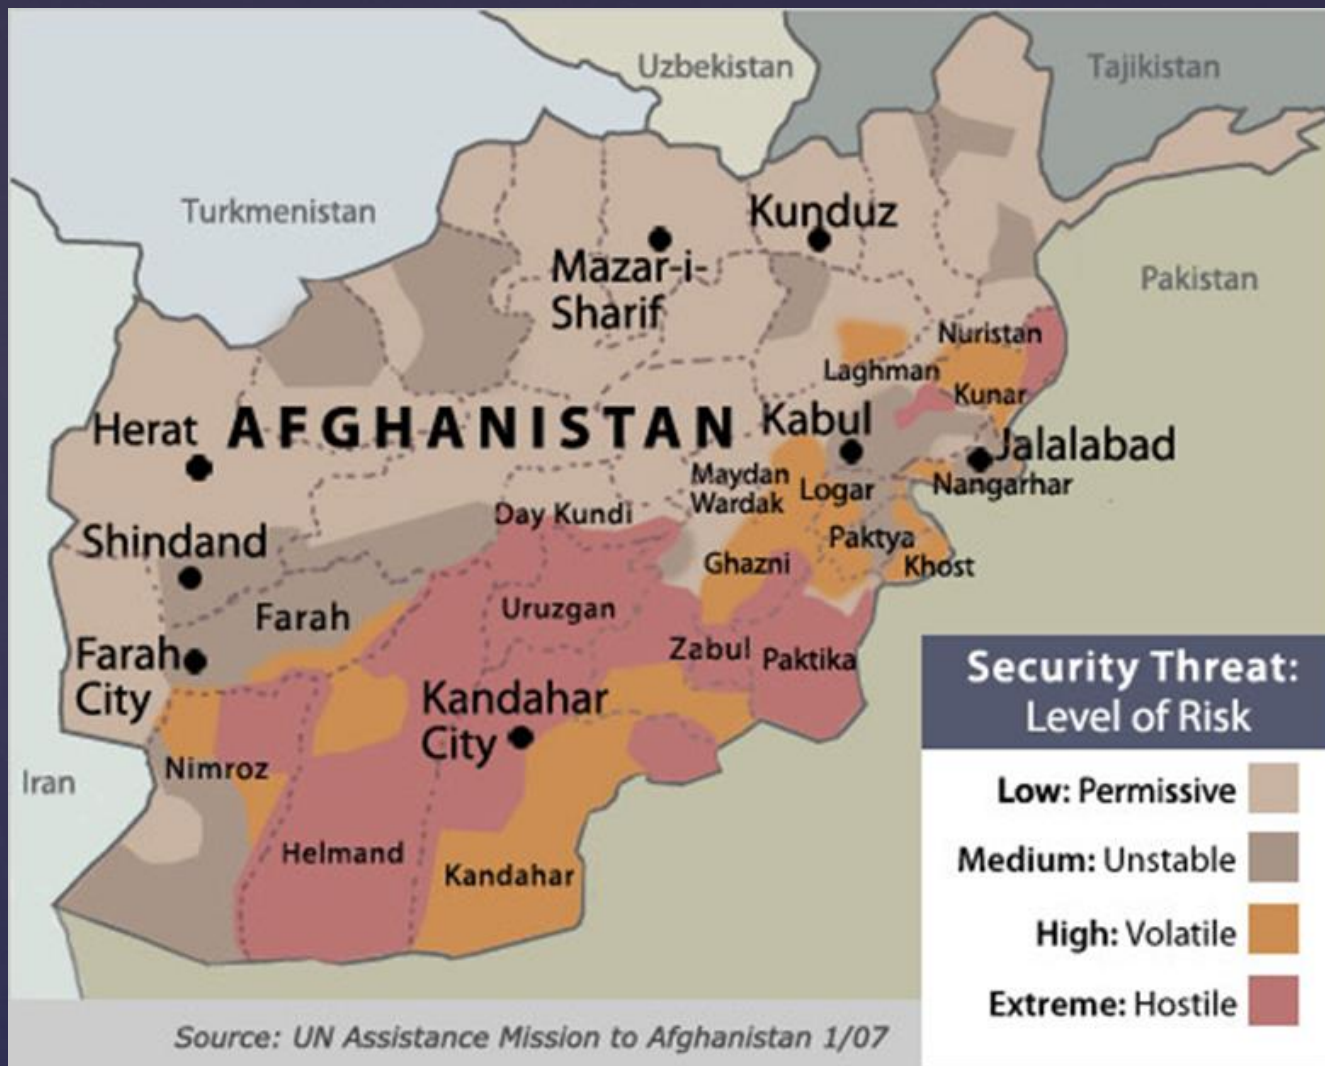 Uzbekistan
Tajikistan
Turkmenistan
Kunduz
Mazar-i-
Sharif
Pakistan
Nuristan
Laghman
Kunar
Herat
AFGHANISTAN
Kabul
Jalalabad
Maydan
Wardak
Logar
Nangarhar
Day Kundi
Shindand
Paktya
Ghazni
Khost
Farah
Uruzgan
Farah
City
Zabul
Paktika
Kandahar
City
Nimroz
Iran
Helmand
Kandahar
Security Threat:
Level of Risk
Low: Permissive
Medium: Unstable
High: Volatile
Extreme: Hostile
Source: UN Assistance Mission to Afghanistan 1/07